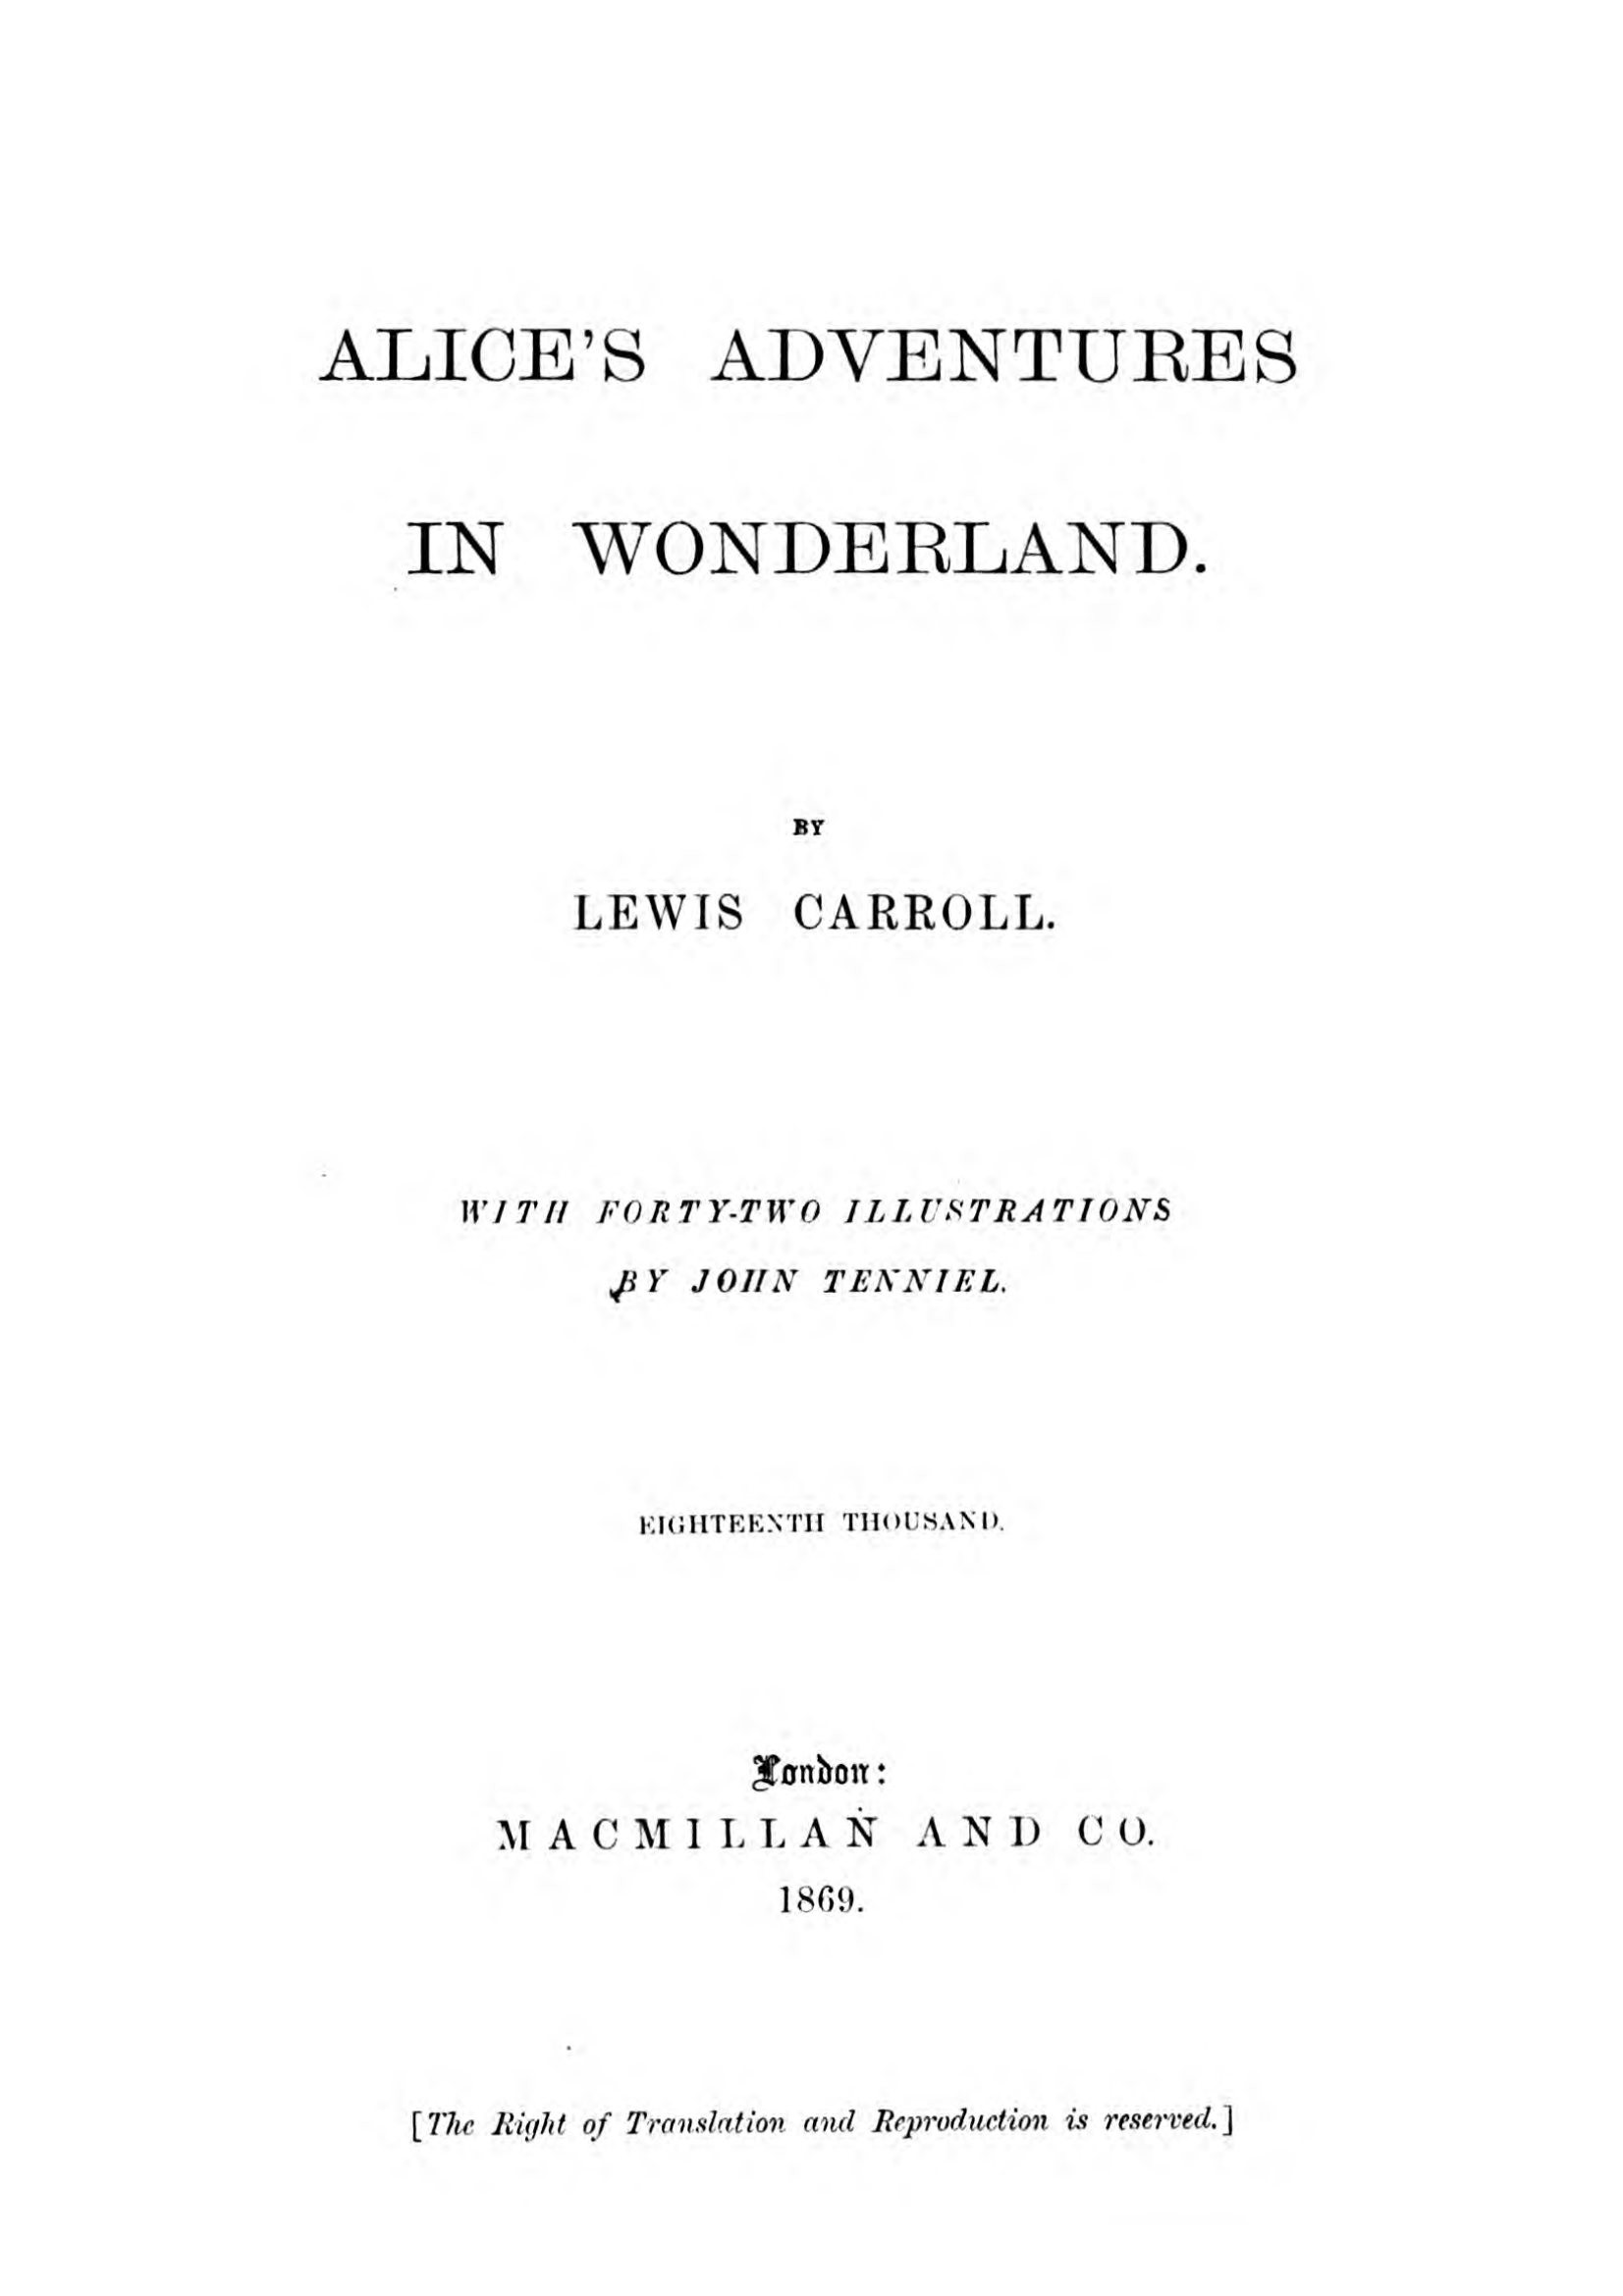 ALICE'S ADVENTURES
IN WONDERLAND.
BY
LEWIS CARROLL.
WITH FORTY-TWO ILLUSTRATIONS
BY JOHN TENNIEL.
EIGHTEENTH THOUSAND.
London:
MACMILLAN AND CO.
1869.
[The Right of Translation and Reproduction is reserved.]